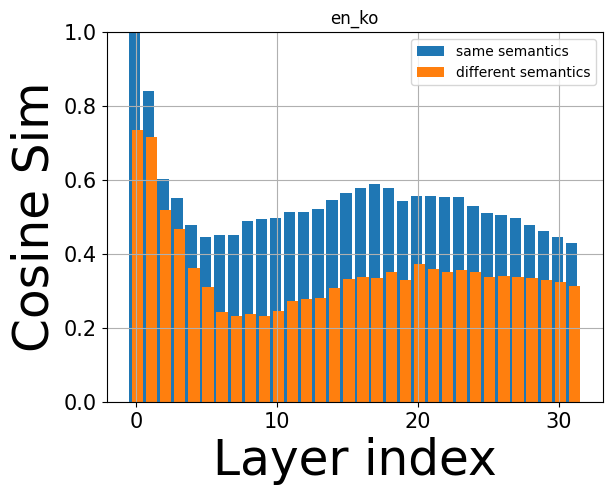 en_ko
same semantics
different semantics
Cosine Sim
1.0
0.8
0.6
0.4
0.2
0.0
0 10 20 30
Layer index